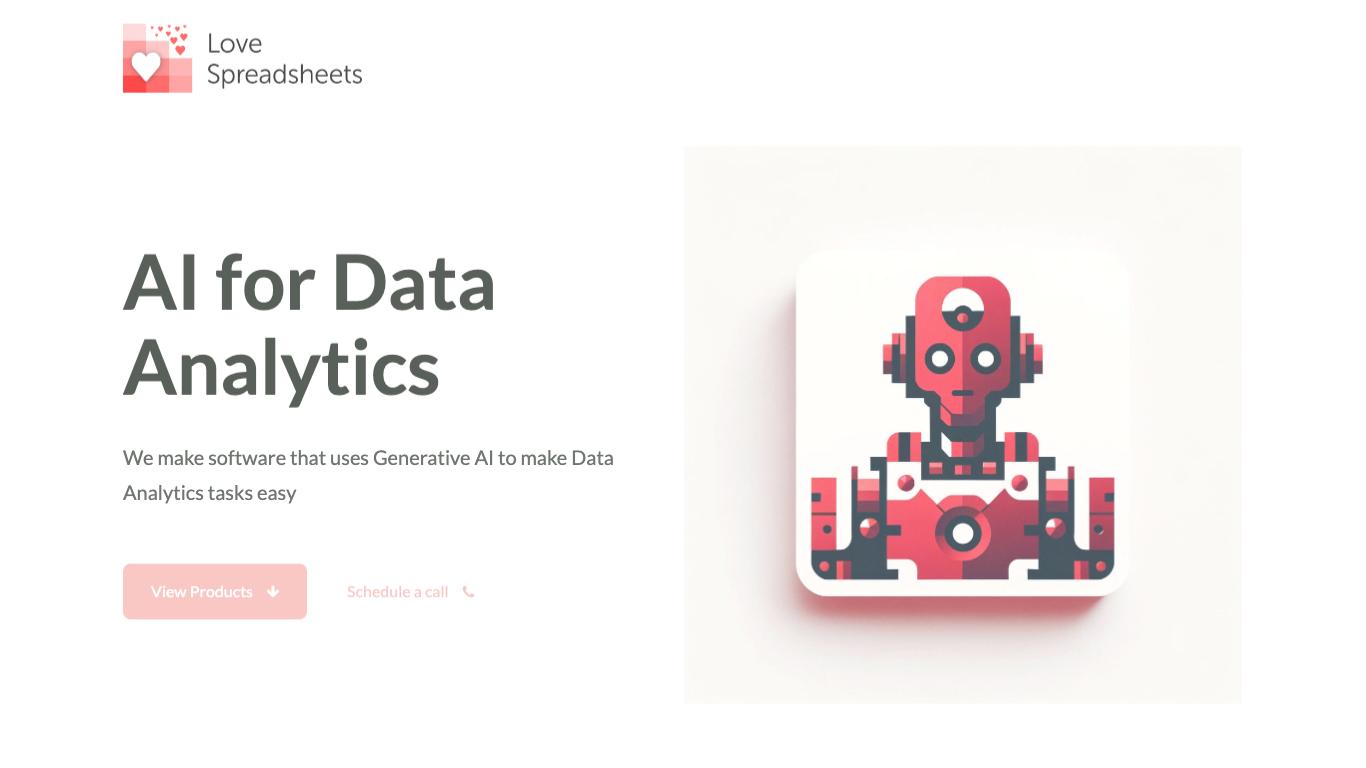 Love
Spreadsheets
AI for Data
Analytics
We make software that uses Generative AI to make Data
Analytics tasks easy
View Products
Schedule a call